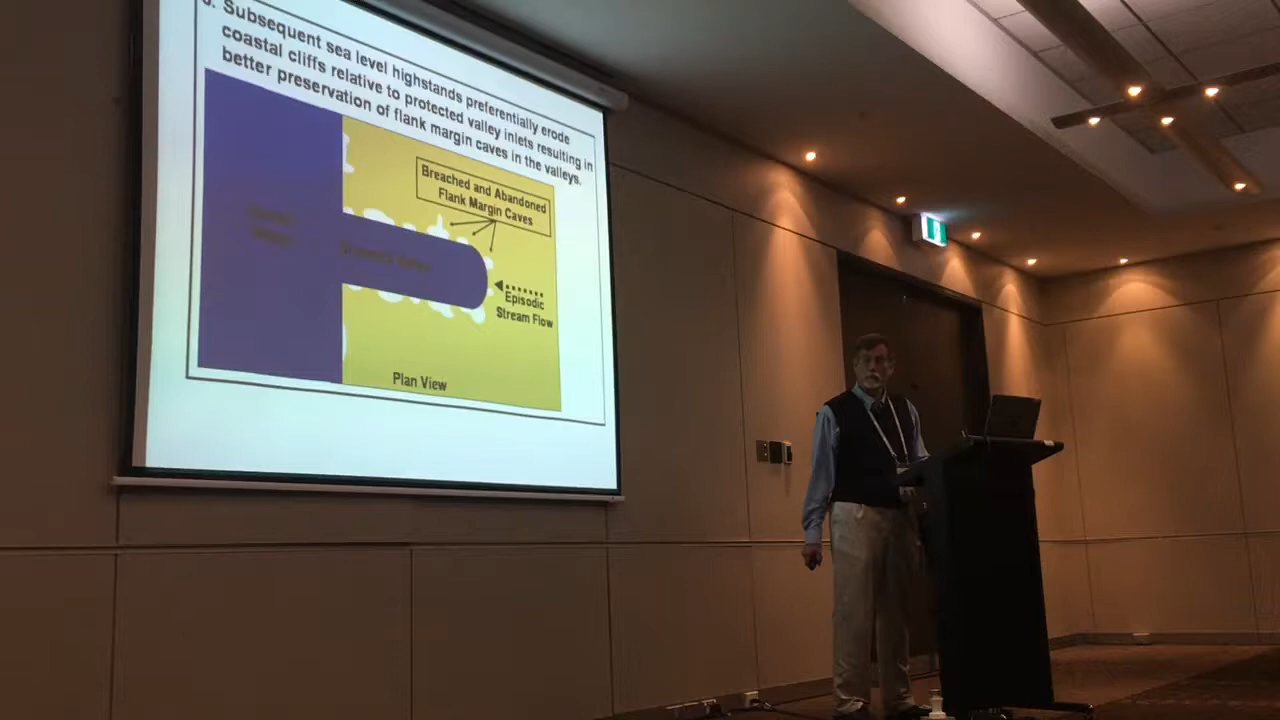 Subsequent sea level highstands preferentially erode
coastal cliffs relative to protected valley inlets resulting in
better preservation of flank margin caves in the valleys.
Breached and Abandoned
Flank Margin Caves
Episodic
Stream Flow
Plan View